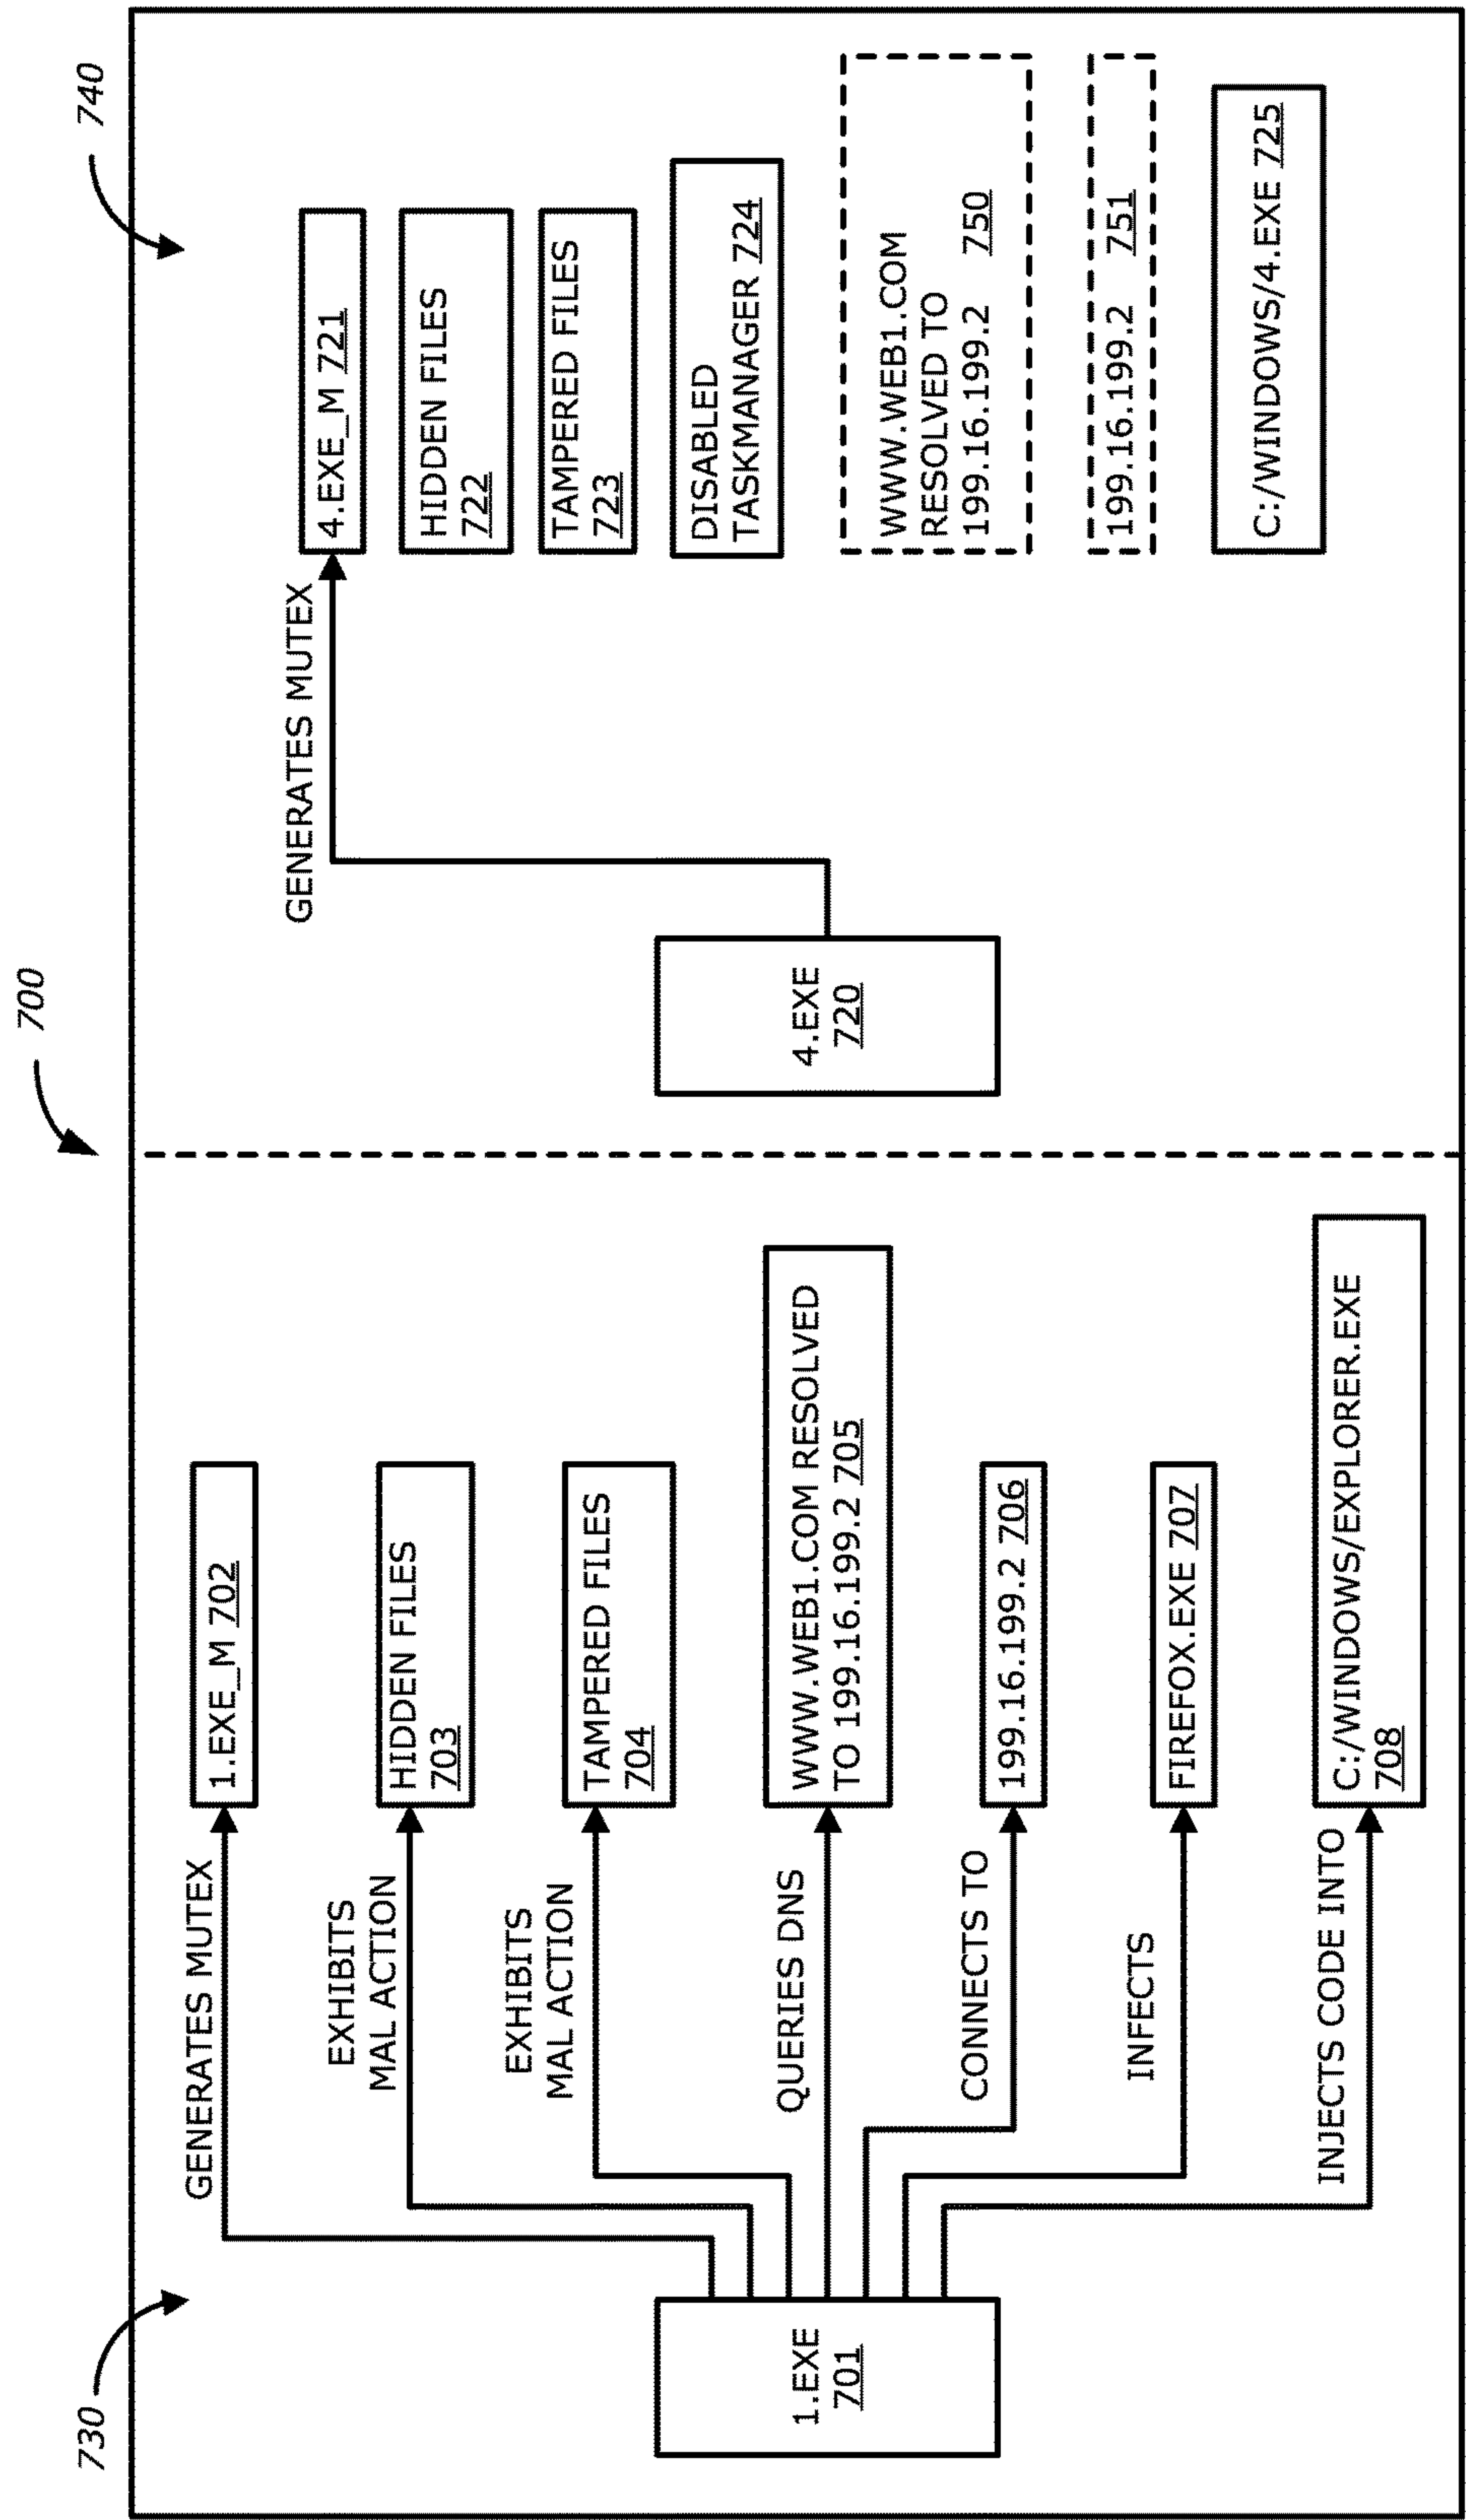 700
730
740
1.EXE
701
GENERATES MUTEX
1.EXE_M 702
EXHIBITS
MAL ACTION
HIDDEN FILES
703
EXHIBITS
MAL ACTION
TAMPERED FILES
704
QUERIES DNS
WWW.WEB1.COM RESOLVED
TO 199.16.199.2 705
CONNECTS TO
199.16.199.2 706
INFECTS
FIREFOX.EXE 707
INJECTS CODE INTO
C:/WINDOWS/EXPLORER.EXE
708
4.EXE
720
GENERATES MUTEX
4.EXE_M 721
HIDDEN FILES
722
TAMPERED FILES
723
DISABLED
TASKMANAGER 724
WWW.WEB1.COM
RESOLVED TO
199.16.199.2 750
199.16.199.2 751
C:/WINDOWS/4.EXE 725